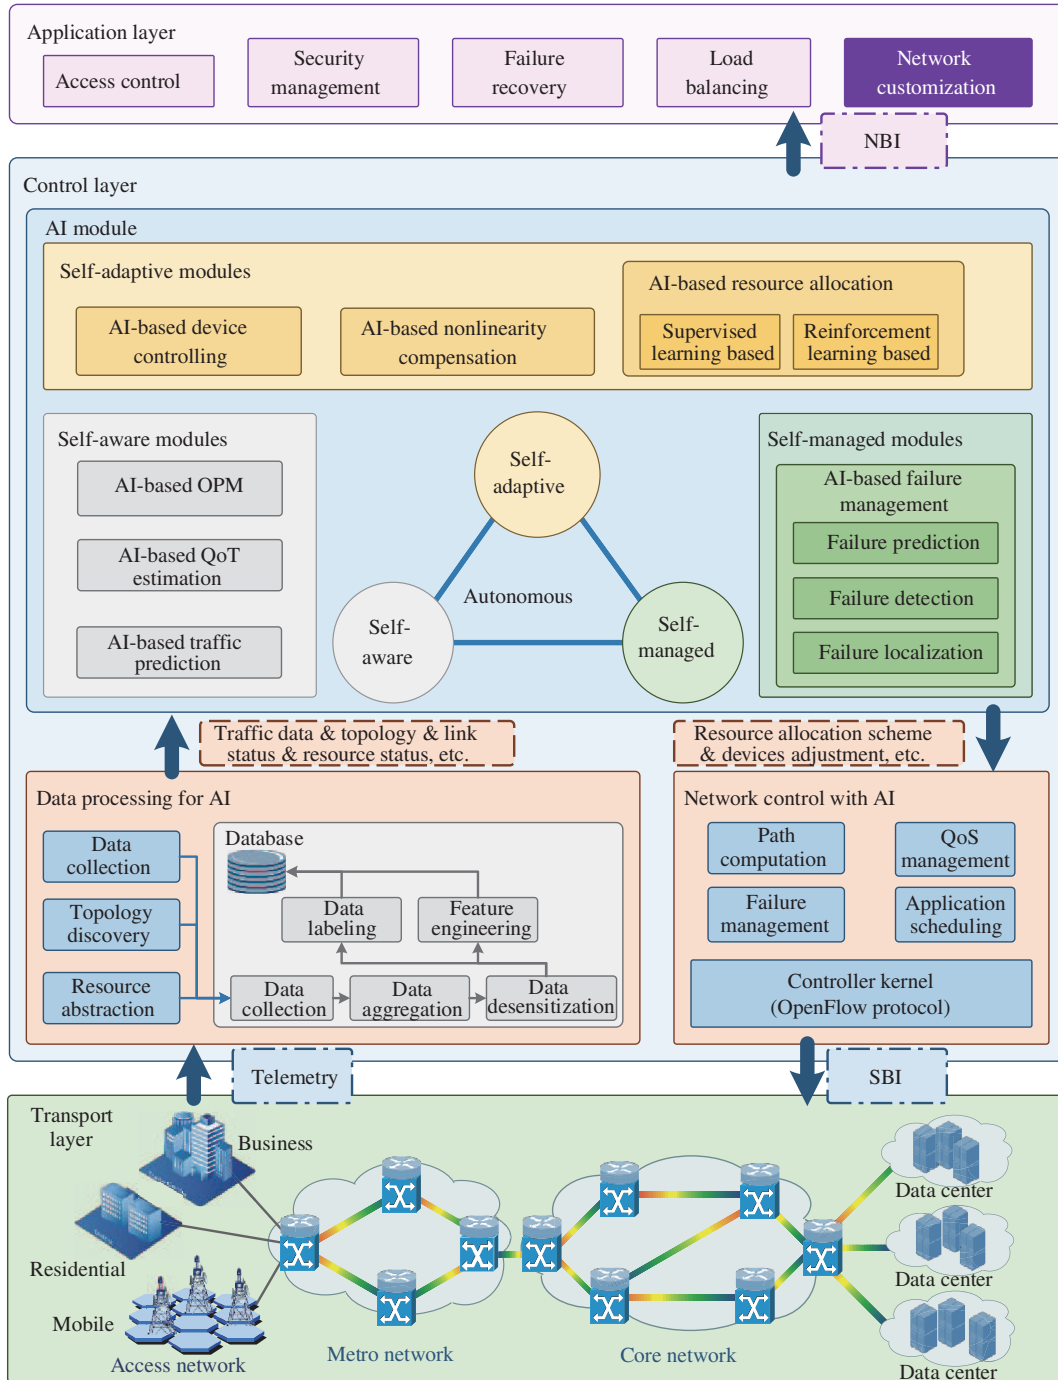 Application layer
Access control
Security
management
Failure
recovery
Load
balancing
Network
customization
NBI
Control layer
AI module
Self-adaptive modules
AI-based device
controlling
AI-based nonlinearity
compensation
AI-based resource allocation
Supervised
learning based
Reinforcement
learning based
Self-aware modules
AI-based OPM
AI-based QoT
estimation
AI-based traffic
prediction
Self-
adaptive
Autonomous
Self-
aware
Self-
managed
Self-managed modules
AI-based failure
management
Failure prediction
Failure detection
Failure localization
Traffic data & topology & link
status & resource status, etc.
Resource allocation scheme
& devices adjustment, etc.
Data processing for AI
Data
collection
Topology
discovery
Resource
abstraction
Database
Data
labeling
Feature
engineering
Data
collection
Data
aggregation
Data
desensitization
Network control with AI
Path
computation
QoS
management
Failure
management
Application
scheduling
Controller kernel
(OpenFlow protocol)
Telemetry
SBI
Transport
layer
Business
Residential
Mobile
Access network
Metro network
Core network
Data center
Data center
Data center